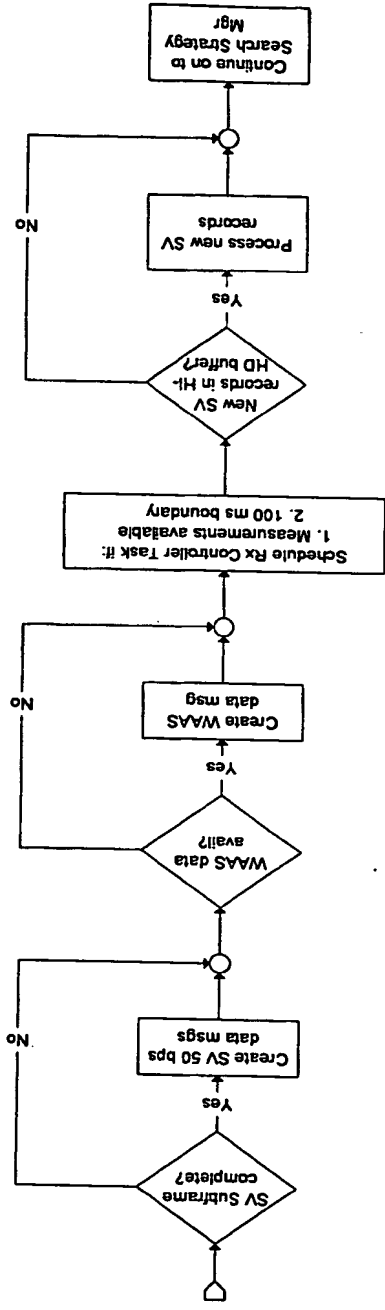 SV Subframe
complete?
Yes
No
Create SV 50 bps
data msgs
WAAS data
avail?
Yes
No
Create WAAS
data msg
Schedule Rx Controller Task if:
1. Measurements available
2. 100 ms boundary
New SV
records in Hi-
HD buffer?
Yes
No
Process new SV
records
Continue on to
Search Strategy
Mgr